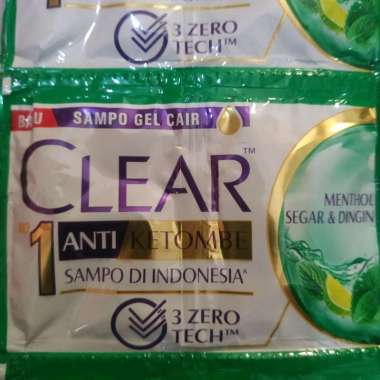 3 ZERO
TECH™
BARU SAMPO GEL CAIR
CLEAR™
NO 1 ANTI KETOMBE
SAMPO DI INDONESIA^
MENTHOL
SEGAR & DINGIN
3 ZERO
TECH™